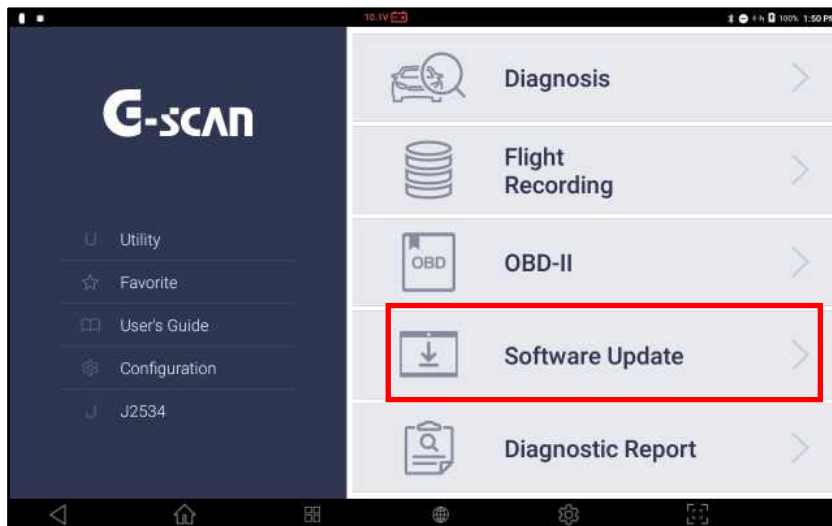 10.1V
100% 1:50 PM
G-scan
Utility
Favorite
User's Guide
Configuration
J2534
Diagnosis
Flight
Recording
OBD
OBD-II
Software Update
Diagnostic Report